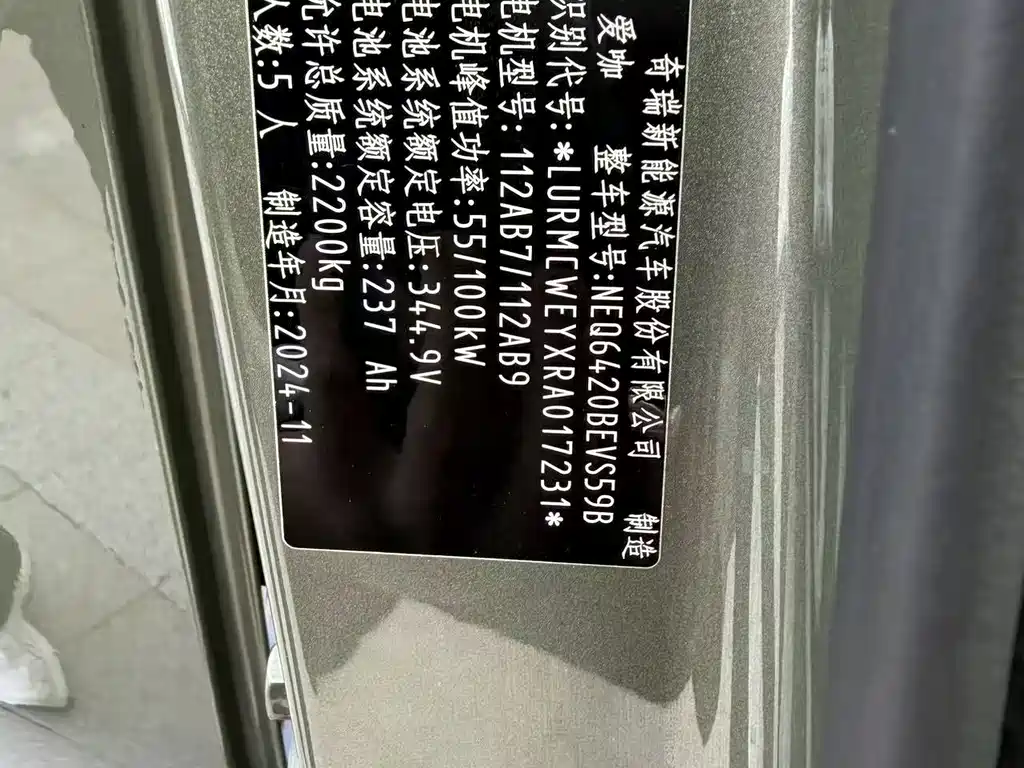 奇瑞新能源汽车股份有限公司 制造
爱咖 整车型号:NEQ6420BEVS59B
识别代号:*LURMCWEYXRA017231*
电机型号:112AB7/112AB9
电机峰值功率:55/100kW
电池系统额定电压:344.9V
电池系统额定容量:237 Ah
允许总质量:2200kg
人数:5 人 制造年月:2024-11